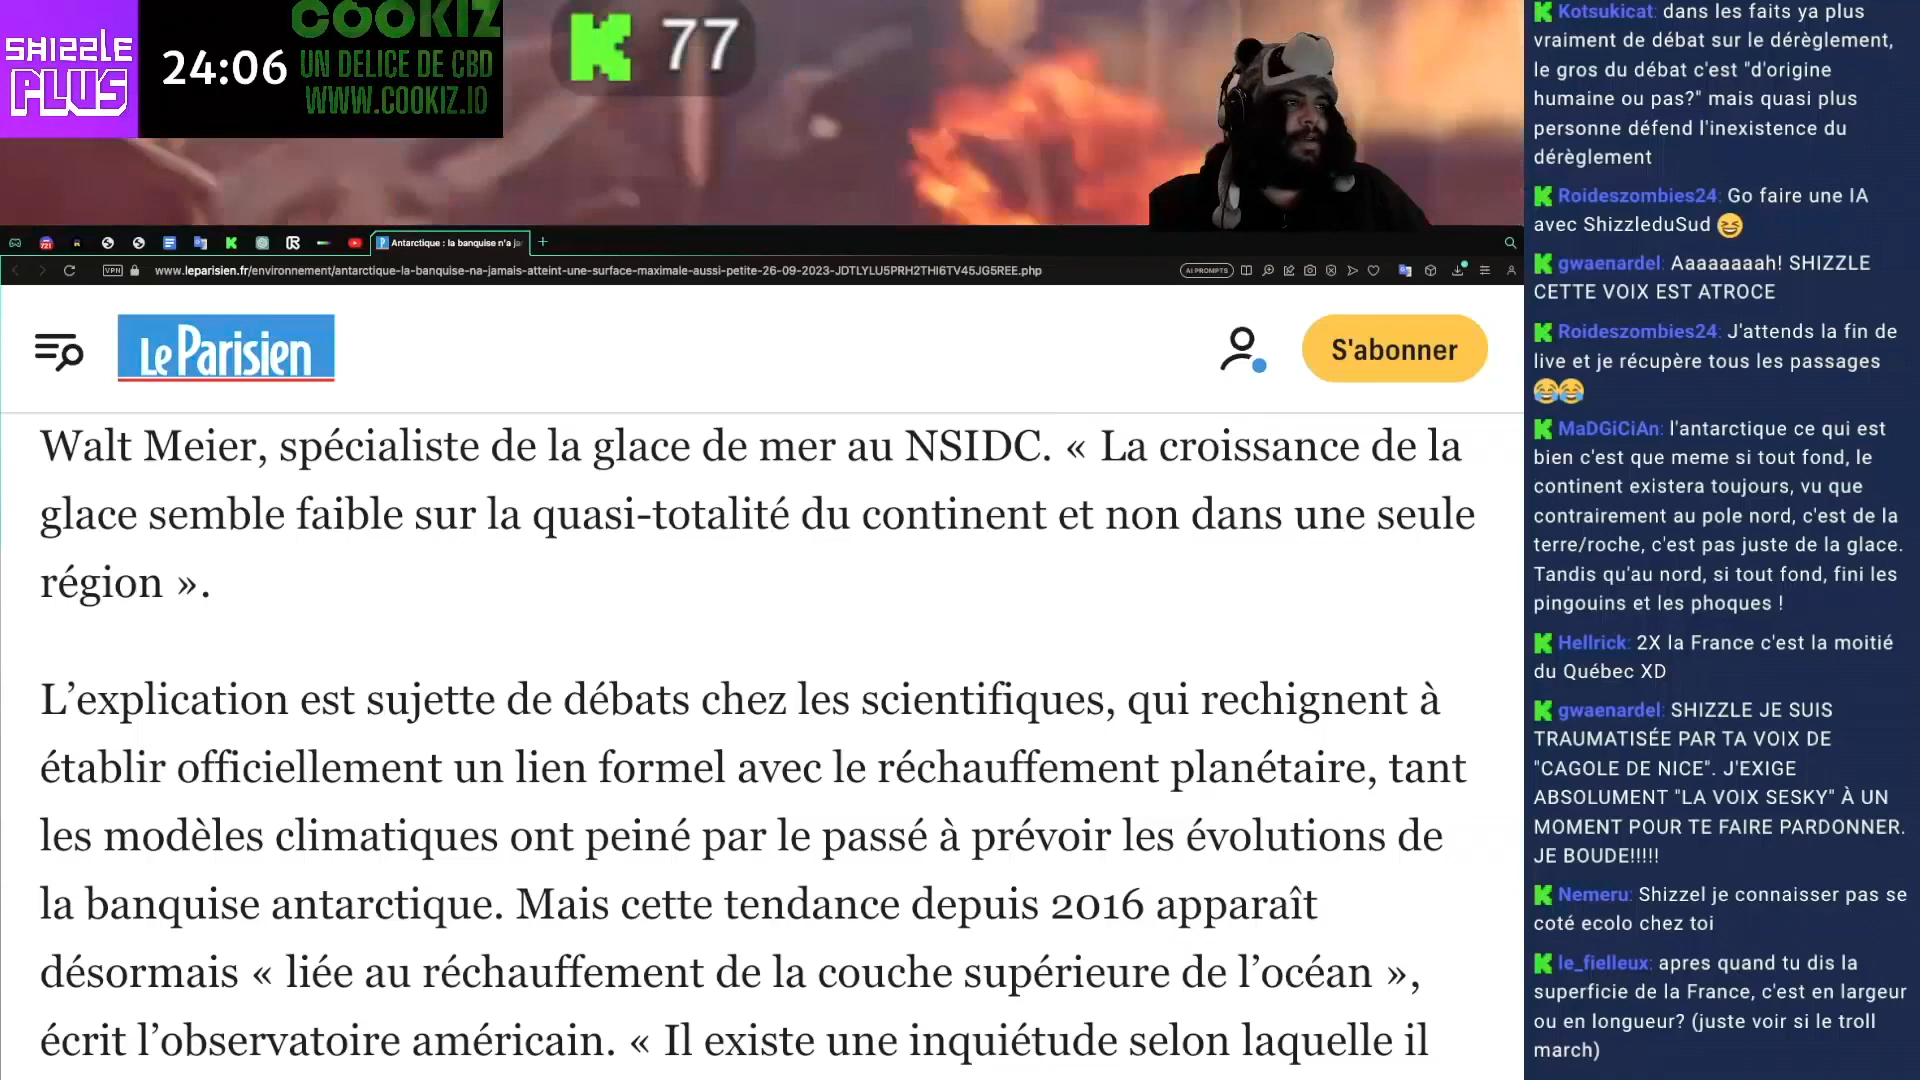 SHIZZLE
PLUS
24:06
COOKIZ
UN DELICE DE CBD
WWW.COOKIZ.IO
77
Antarctique : la banquise n'a ja
VPN
www.leparisien.fr/environnement/antarctique-la-banquise-na-jamais-atteint-une-surface-maximale-aussi-petite-26-09-2023-JDTLYLU5PRH2THI6TV45JG5REE.php
AI PROMPTS
Le Parisien
S'abonner
Walt Meier, spécialiste de la glace de mer au NSIDC. « La croissance de la
glace semble faible sur la quasi-totalité du continent et non dans une seule
région ».
L’explication est sujette de débats chez les scientifiques, qui rechignent à
établir officiellement un lien formel avec le réchauffement planétaire, tant
les modèles climatiques ont peiné par le passé à prévoir les évolutions de
la banquise antarctique. Mais cette tendance depuis 2016 apparaît
désormais « liée au réchauffement de la couche supérieure de l’océan »,
écrit l’observatoire américain. « Il existe une inquiétude selon laquelle il
Kotsukicat: dans les faits ya plus
vraiment de débat sur le dérèglement,
le gros du débat c'est "d'origine
humaine ou pas?" mais quasi plus
personne défend l'inexistence du
dérèglement
Roideszombies24: Go faire une IA
avec ShizzleduSud 😆
gwaenardel: Aaaaaaaah! SHIZZLE
CETTE VOIX EST ATROCE
Roideszombies24: J'attends la fin de
live et je récupère tous les passages
😂😂
MaDGiCiAn: l'antarctique ce qui est
bien c'est que meme si tout fond, le
continent existera toujours, vu que
contrairement au pole nord, c'est de la
terre/roche, c'est pas juste de la glace.
Tandis qu'au nord, si tout fond, fini les
pingouins et les phoques !
Hellrick: 2X la France c'est la moitié
du Québec XD
gwaenardel: SHIZZLE JE SUIS
TRAUMATISÉE PAR TA VOIX DE
"CAGOLE DE NICE". J'EXIGE
ABSOLUMENT "LA VOIX SESKY" À UN
MOMENT POUR TE FAIRE PARDONNER.
JE BOUDE!!!!!
Nemeru: Shizzel je connaisser pas se
coté ecolo chez toi
le_fielleux: apres quand tu dis la
superficie de la France, c'est en largeur
ou en longueur? (juste voir si le troll
march)